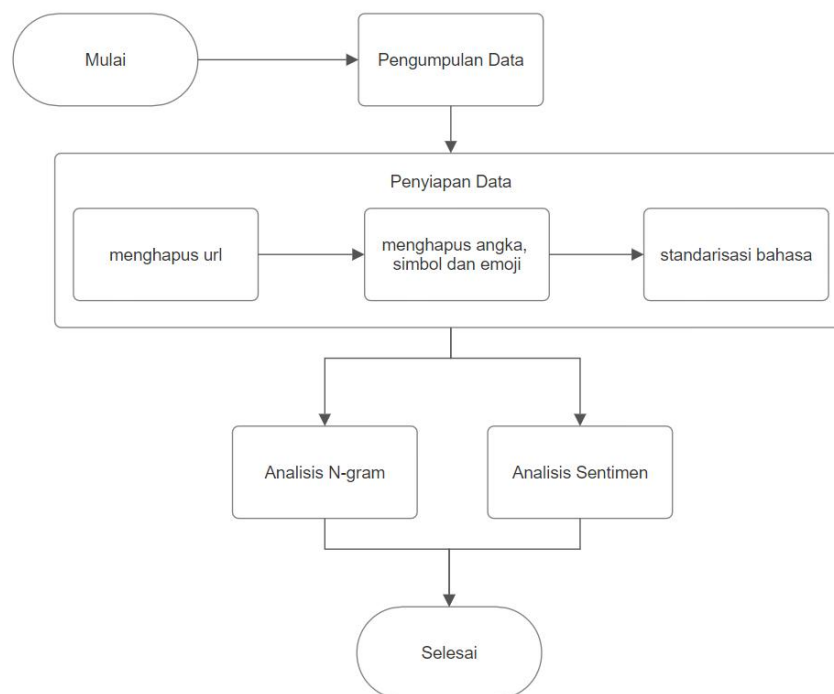 Mulai
Pengumpulan Data
Penyiapan Data
menghapus url
menghapus angka,
simbol dan emoji
standarisasi bahasa
Analisis N-gram
Analisis Sentimen
Selesai